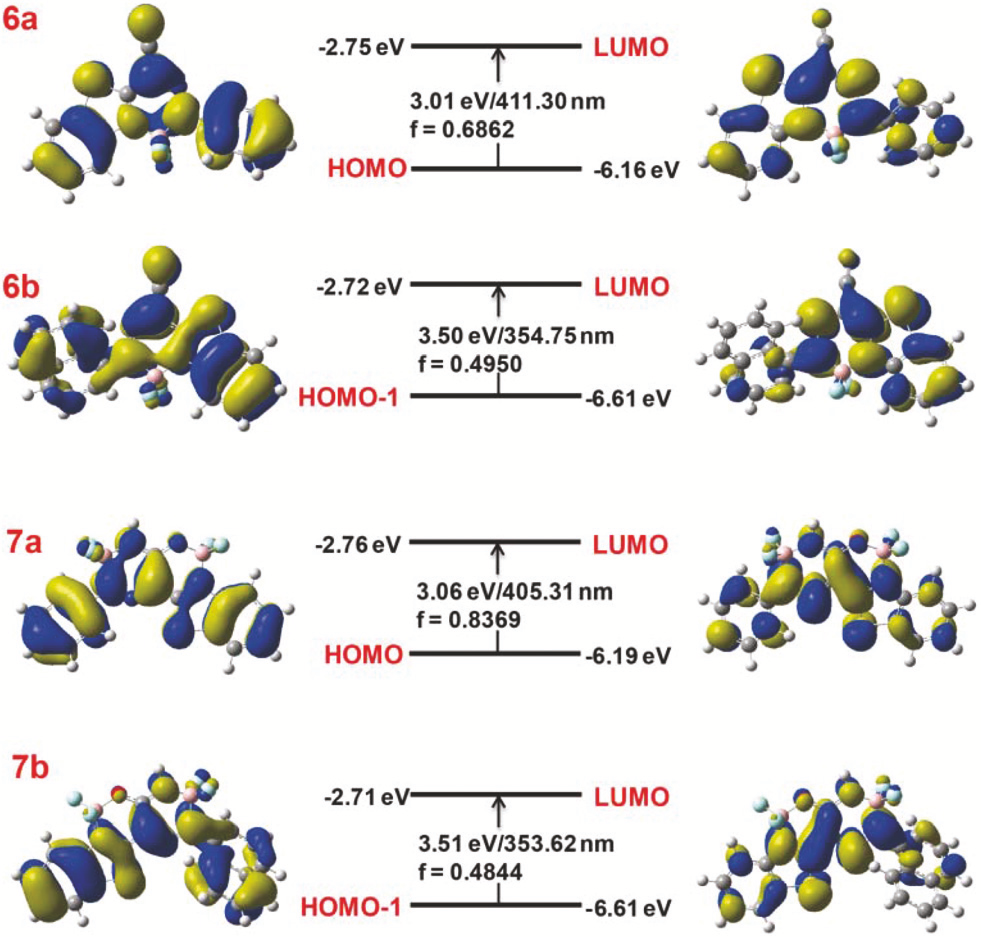 6a
-2.75 eV
LUMO
3.01 eV/411.30 nm
f = 0.6862
HOMO
-6.16 eV
6b
-2.72 eV
LUMO
3.50 eV/354.75 nm
f = 0.4950
HOMO-1
-6.61 eV
7a
-2.76 eV
LUMO
3.06 eV/405.31 nm
f = 0.8369
HOMO
-6.19 eV
7b
-2.71 eV
LUMO
3.51 eV/353.62 nm
f = 0.4844
HOMO-1
-6.61 eV